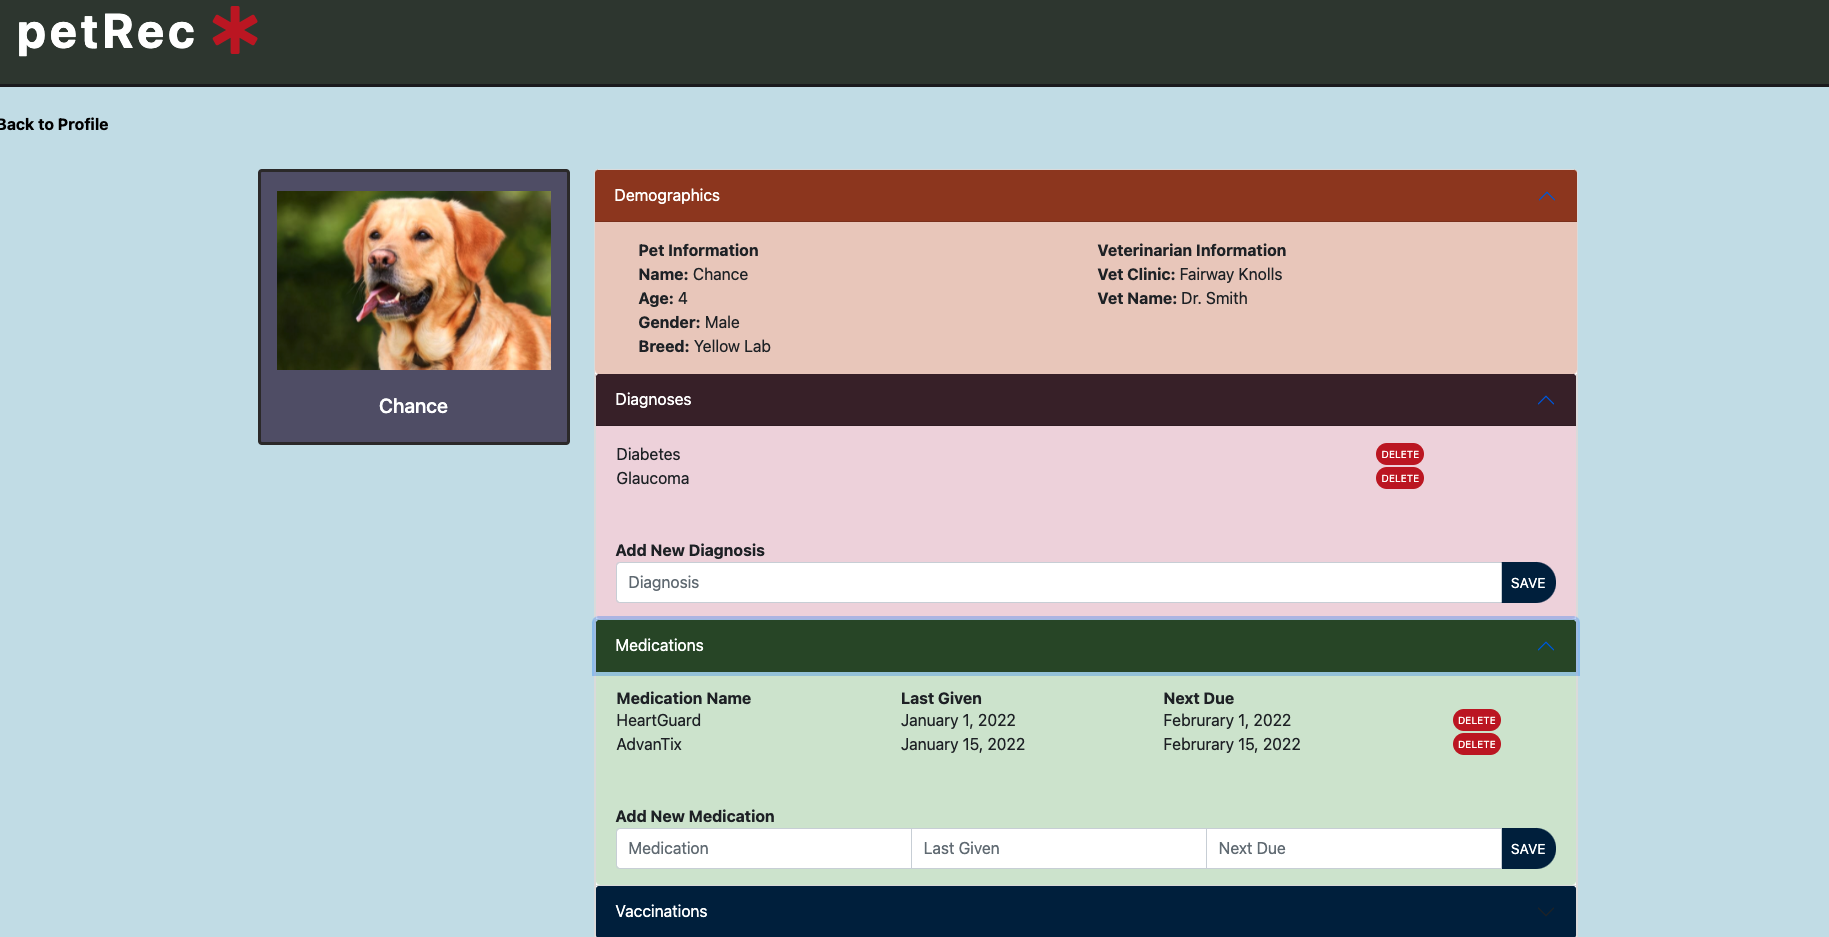 petRec
Back to Profile
Chance
Demographics
Pet Information
Name: Chance
Age: 4
Gender: Male
Breed: Yellow Lab
Veterinarian Information
Vet Clinic: Fairway Knolls
Vet Name: Dr. Smith
Diagnoses
Diabetes DELETE
Glaucoma DELETE
Add New Diagnosis
Diagnosis SAVE
Medications
Medication Name Last Given Next Due
HeartGuard January 1, 2022 Februrary 1, 2022 DELETE
AdvanTix January 15, 2022 Februrary 15, 2022 DELETE
Add New Medication
Medication Last Given Next Due SAVE
Vaccinations